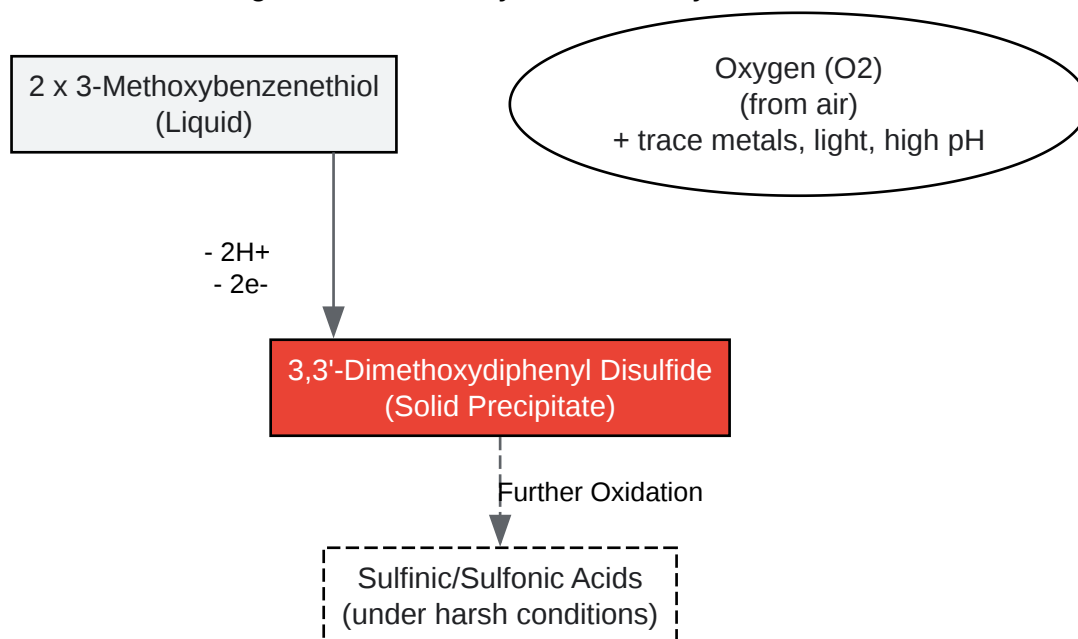 2 x 3-Methoxybenzenethiol
(Liquid)
Oxygen (O2)
(from air)
+ trace metals, light, high pH
- 2H+
- 2e-
3,3'-Dimethoxydiphenyl Disulfide
(Solid Precipitate)
Further Oxidation
Sulfinic/Sulfonic Acids
(under harsh conditions)